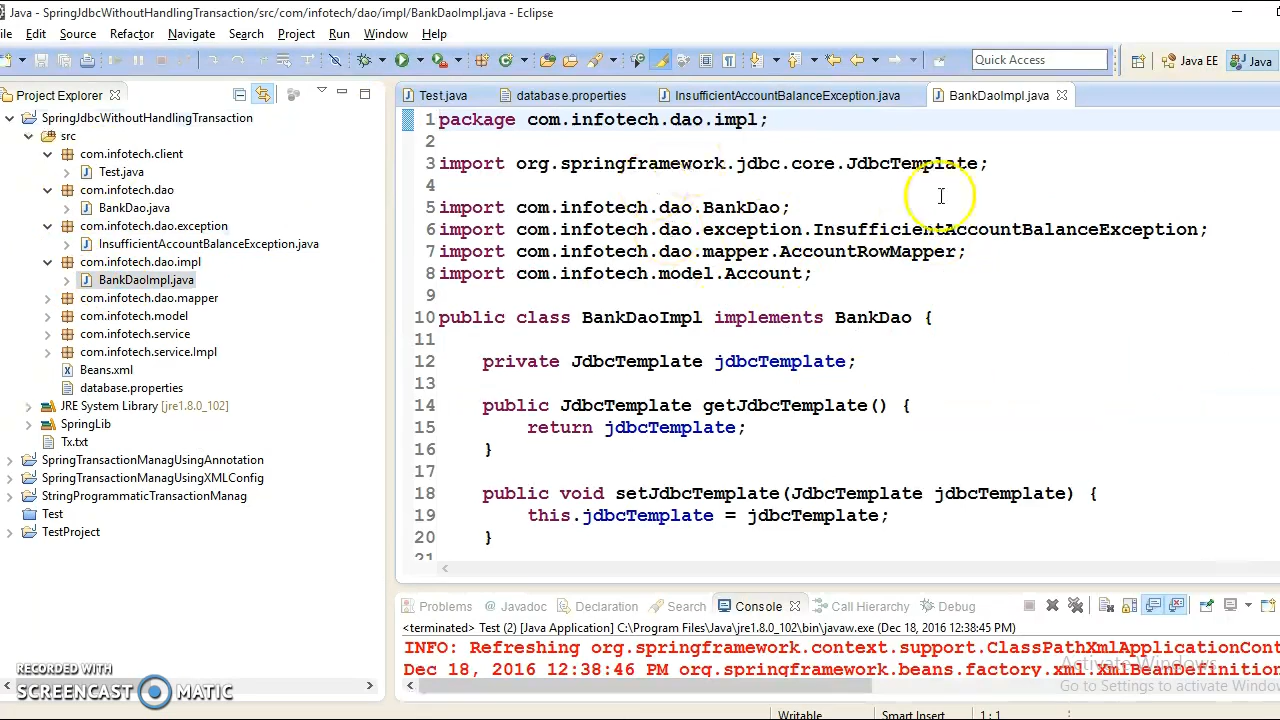 Java - SpringJdbcWithoutHandlingTransaction/src/com/infotech/dao/impl/BankDaoImpl.java - Eclipse
ile Edit Source Refactor Navigate Search Project Run Window Help
Quick Access
Java EE
Java
Project Explorer
SpringJdbcWithoutHandlingTransaction
src
com.infotech.client
Test.java
com.infotech.dao
BankDao.java
com.infotech.dao.exception
InsufficientAccountBalanceException.java
com.infotech.dao.impl
BankDaoImpl.java
com.infotech.dao.mapper
com.infotech.model
com.infotech.service
com.infotech.service.Impl
Beans.xml
database.properties
JRE System Library [jre1.8.0_102]
SpringLib
Tx.txt
SpringTransactionManagUsingAnnotation
SpringTransactionManagUsingXMLConfig
StringProgrammaticTransactionManag
Test
TestProject
Test.java database.properties InsufficientAccountBalanceException.java BankDaoImpl.java
1 package com.infotech.dao.impl;
2
3 import org.springframework.jdbc.core.JdbcTemplate;
4
5 import com.infotech.dao.BankDao;
6 import com.infotech.dao.exception.InsufficientAccountBalanceException;
7 import com.infotech.dao.mapper.AccountRowMapper;
8 import com.infotech.model.Account;
9
10 public class BankDaoImpl implements BankDao {
11
12 private JdbcTemplate jdbcTemplate;
13
14 public JdbcTemplate getJdbcTemplate() {
15 return jdbcTemplate;
16 }
17
18 public void setJdbcTemplate(JdbcTemplate jdbcTemplate) {
19 this.jdbcTemplate = jdbcTemplate;
20 }
21
Problems Javadoc Declaration Search Console Call Hierarchy Debug
<terminated> Test (2) [Java Application] C:\Program Files\Java\jre1.8.0_102\bin\javaw.exe (Dec 18, 2016 12:38:45 PM)
INFO: Refreshing org.springframework.context.support.ClassPathXmlApplicationCont
Dec 18, 2016 12:38:46 PM org.springframework.beans.factory.xml.XmlBeanDefinition
Activate Windows
Go to Settings to activate Windows
RECORDED WITH
SCREENCAST MATIC
Writable Smart Insert 1 : 1